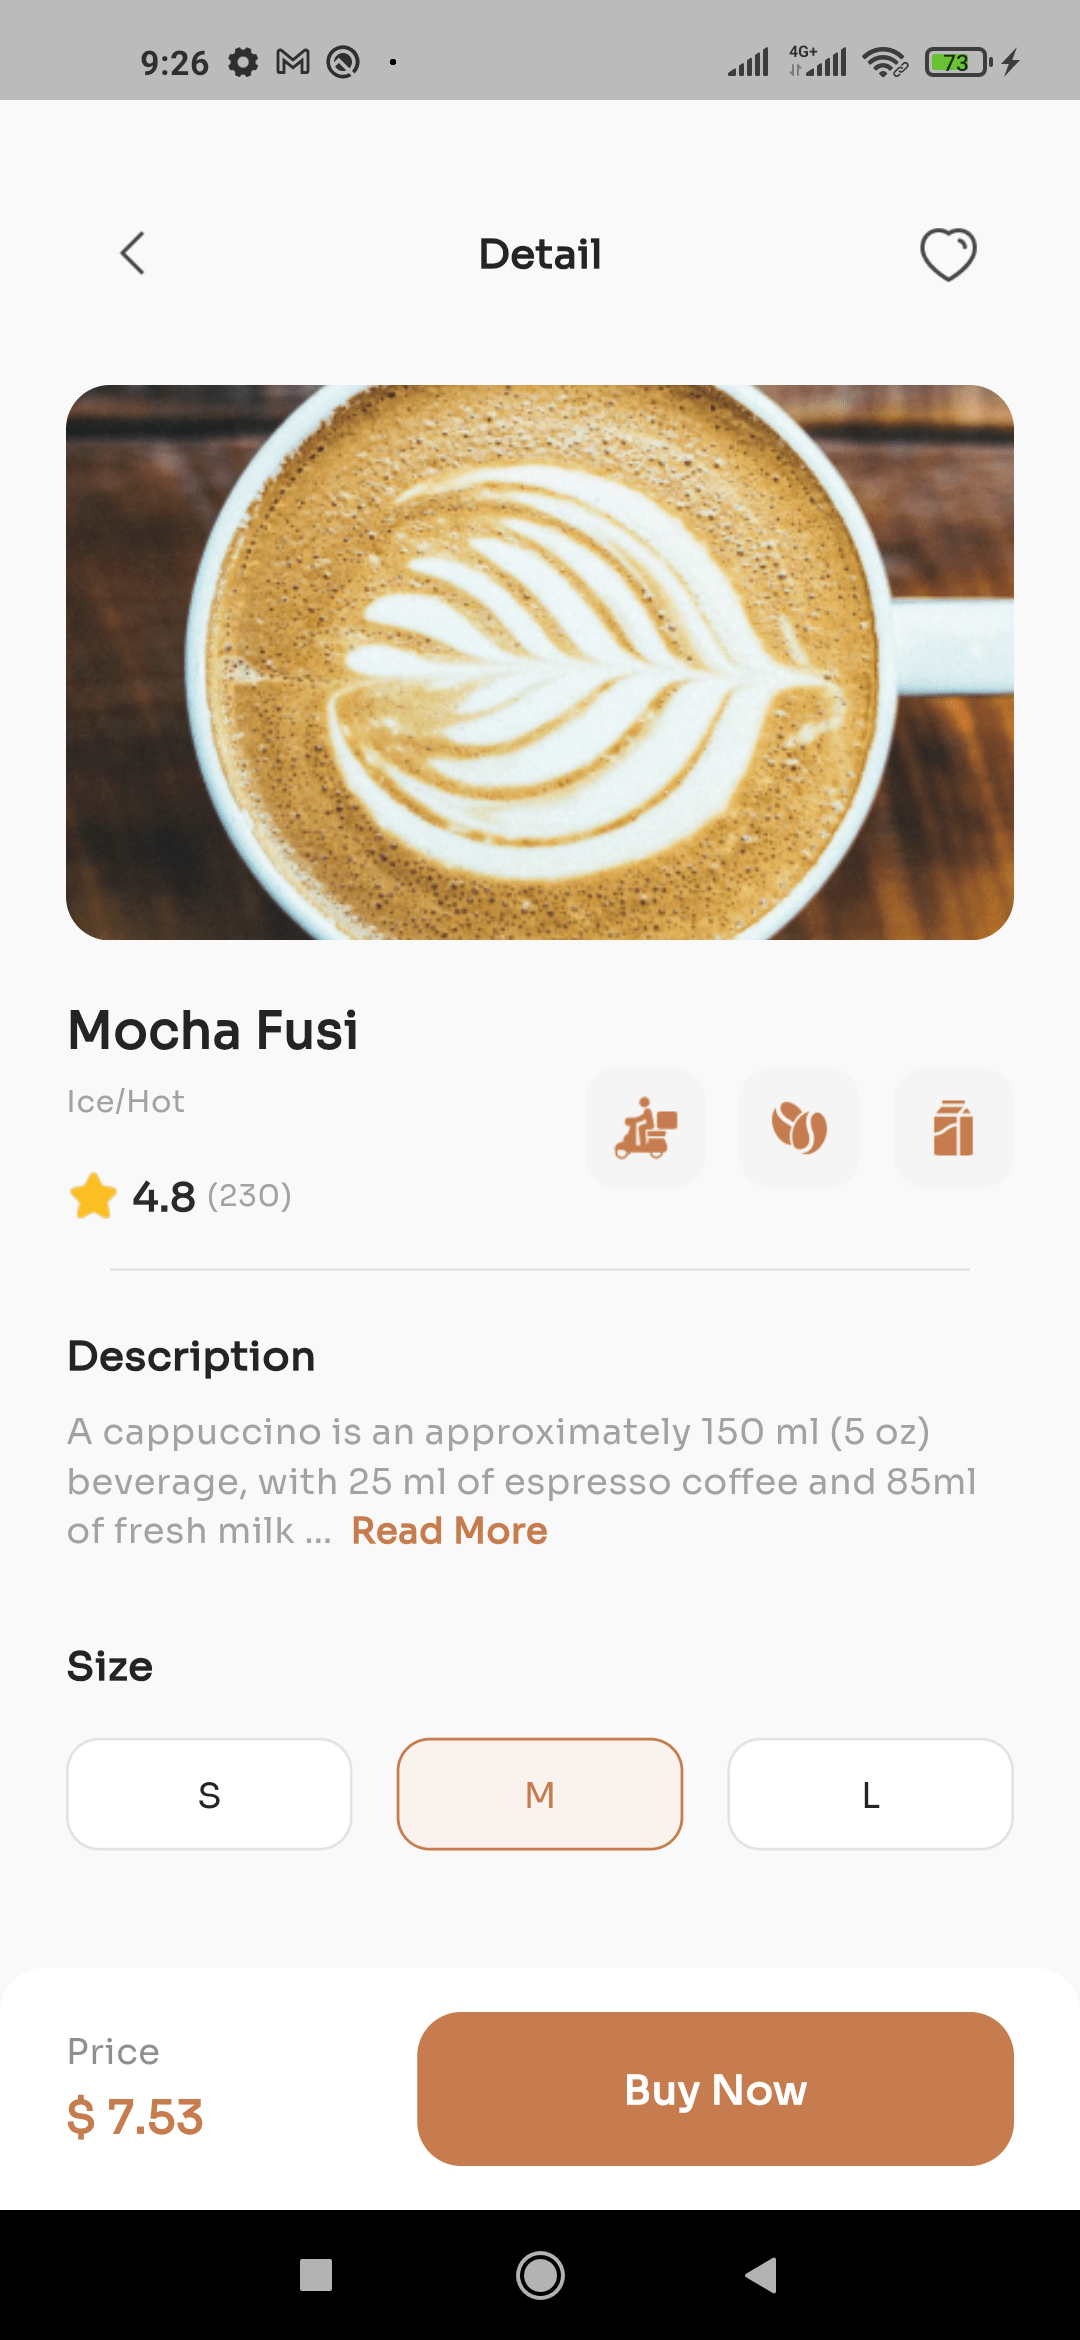 9:26
4G+
73
Detail
Mocha Fusi
Ice/Hot
4.8 (230)
Description
A cappuccino is an approximately 150 ml (5 oz)
beverage, with 25 ml of espresso coffee and 85ml
of fresh milk ... Read More
Size
S M L
Price
$ 7.53
Buy Now